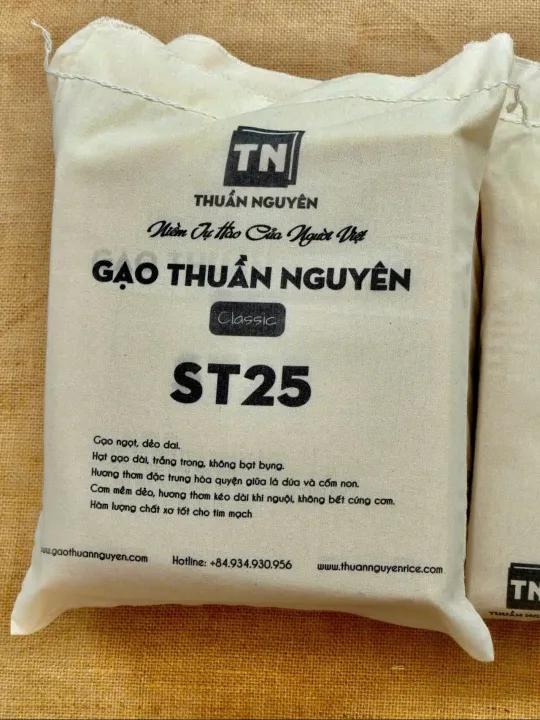 TN
THUẦN NGUYÊN
Niềm Tự Hào Của Người Việt
GẠO THUẦN NGUYÊN
Classic
ST25
Gạo ngọt, dẻo dai.
Hạt gạo dài, trắng trong, không bạt bụng.
Hương thơm đặc trưng hòa quyện giữa lá dứa và cốm non.
Cơm mềm dẻo, hương thơm kéo dài khi nguội, không bết cứng cơm.
Hàm lượng chất xơ tốt cho tim mạch
www.gaothuannguyen.com Hotline: +84.934.930.956 www.thuannguyenrice.com
TN
THUẦN